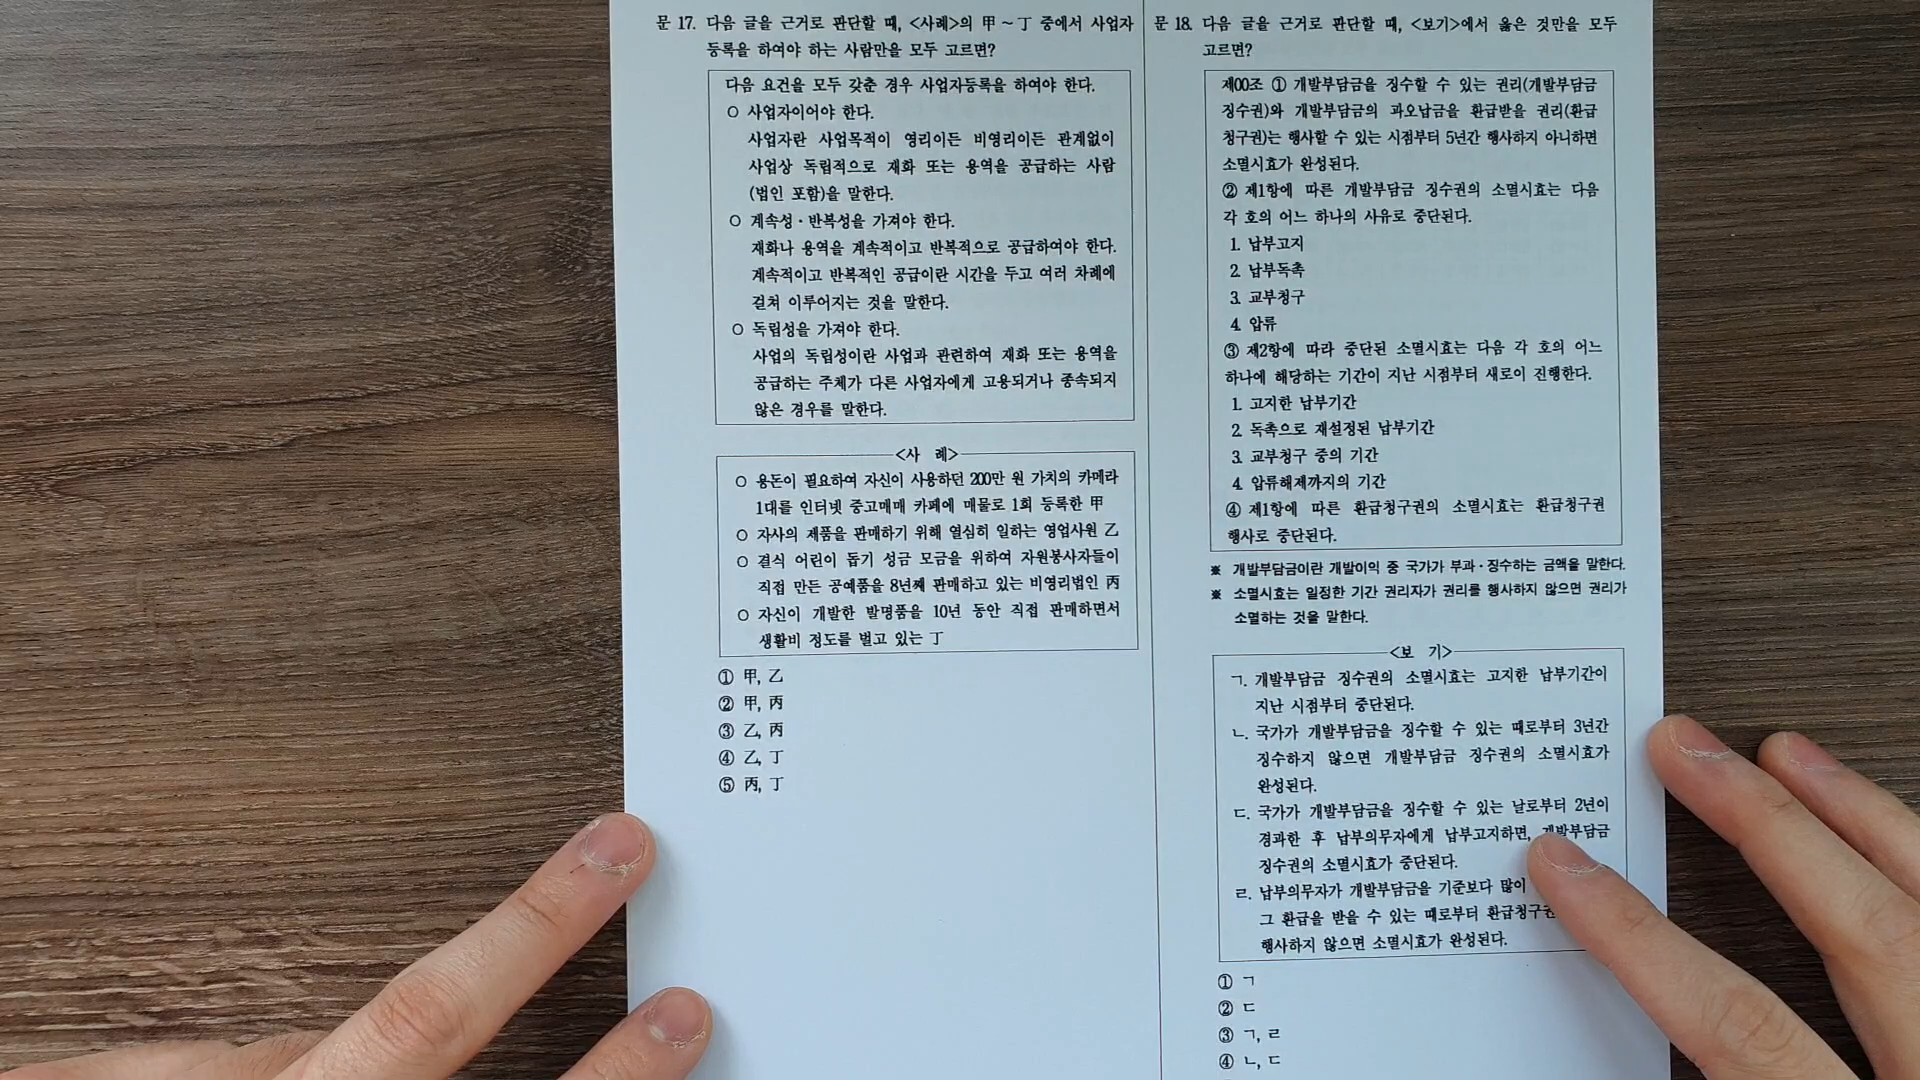 문 17. 다음 글을 근거로 판단할 때, <사례>의 甲 ~ 丁 중에서 사업자
등록을 하여야 하는 사람만을 모두 고르면?
다음 요건을 모두 갖춘 경우 사업자등록을 하여야 한다.
○ 사업자이어야 한다.
사업자란 사업목적이 영리이든 비영리이든 관계없이
사업상 독립적으로 재화 또는 용역을 공급하는 사람
(법인 포함)을 말한다.
○ 계속성·반복성을 가져야 한다.
재화나 용역을 계속적이고 반복적으로 공급하여야 한다.
계속적이고 반복적인 공급이란 시간을 두고 여러 차례에
걸쳐 이루어지는 것을 말한다.
○ 독립성을 가져야 한다.
사업의 독립성이란 사업과 관련하여 재화 또는 용역을
공급하는 주체가 다른 사업자에게 고용되거나 종속되지
않은 경우를 말한다.
<사 례>
○ 용돈이 필요하여 자신이 사용하던 200만 원 가치의 카메라
1대를 인터넷 중고매매 카페에 매물로 1회 등록한 甲
○ 자사의 제품을 판매하기 위해 열심히 일하는 영업사원 乙
○ 결식 어린이 돕기 성금 모금을 위하여 자원봉사자들이
직접 만든 공예품을 8년째 판매하고 있는 비영리법인 丙
○ 자신이 개발한 발명품을 10년 동안 직접 판매하면서
생활비 정도를 벌고 있는 丁
① 甲, 乙
② 甲, 丙
③ 乙, 丙
④ 乙, 丁
⑤ 丙, 丁
문 18. 다음 글을 근거로 판단할 때, <보기>에서 옳은 것만을 모두
고르면?
제00조 ① 개발부담금을 징수할 수 있는 권리(개발부담금
징수권)와 개발부담금의 과오납금을 환급받을 권리(환급
청구권)는 행사할 수 있는 시점부터 5년간 행사하지 아니하면
소멸시효가 완성된다.
② 제1항에 따른 개발부담금 징수권의 소멸시효는 다음
각 호의 어느 하나의 사유로 중단된다.
1. 납부고지
2. 납부독촉
3. 교부청구
4. 압류
③ 제2항에 따라 중단된 소멸시효는 다음 각 호의 어느
하나에 해당하는 기간이 지난 시점부터 새로이 진행한다.
1. 고지한 납부기간
2. 독촉으로 재설정된 납부기간
3. 교부청구 중의 기간
4. 압류해제까지의 기간
④ 제1항에 따른 환급청구권의 소멸시효는 환급청구권
행사로 중단된다.
※ 개발부담금이란 개발이익 중 국가가 부과·징수하는 금액을 말한다.
※ 소멸시효는 일정한 기간 권리자가 권리를 행사하지 않으면 권리가
소멸하는 것을 말한다.
<보 기>
ㄱ. 개발부담금 징수권의 소멸시효는 고지한 납부기간이
지난 시점부터 중단된다.
ㄴ. 국가가 개발부담금을 징수할 수 있는 때로부터 3년간
징수하지 않으면 개발부담금 징수권의 소멸시효가
완성된다.
ㄷ. 국가가 개발부담금을 징수할 수 있는 날로부터 2년이
경과한 후 납부의무자에게 납부고지하면, 개발부담금
징수권의 소멸시효가 중단된다.
ㄹ. 납부의무자가 개발부담금을 기준보다 많이
그 환급을 받을 수 있는 때로부터
행사하지 않으면 소멸시효가 완성된다.
① ㄱ
② ㄷ
③ ㄱ, ㄹ
④ ㄴ, ㄷ